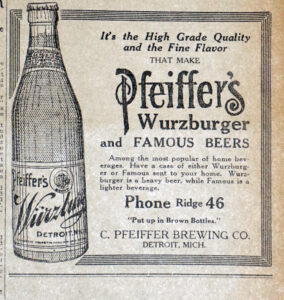 It's the High Grade Quality
and the Fine Flavor
THAT MAKE
Pfeiffer's
Wurzburger
and FAMOUS BEERS
Among the most popular of home bev-
erages. Have a case of either Wurzburg-
er or Famous sent to your home. Wurz-
burger is a heavy beer, while Famous is a
lighter beverage.
Phone Ridge 46
"Put up in Brown Bottles."
C. PFEIFFER BREWING CO.
DETROIT, MICH.
Pfeiffer's
DETROIT, MICH.